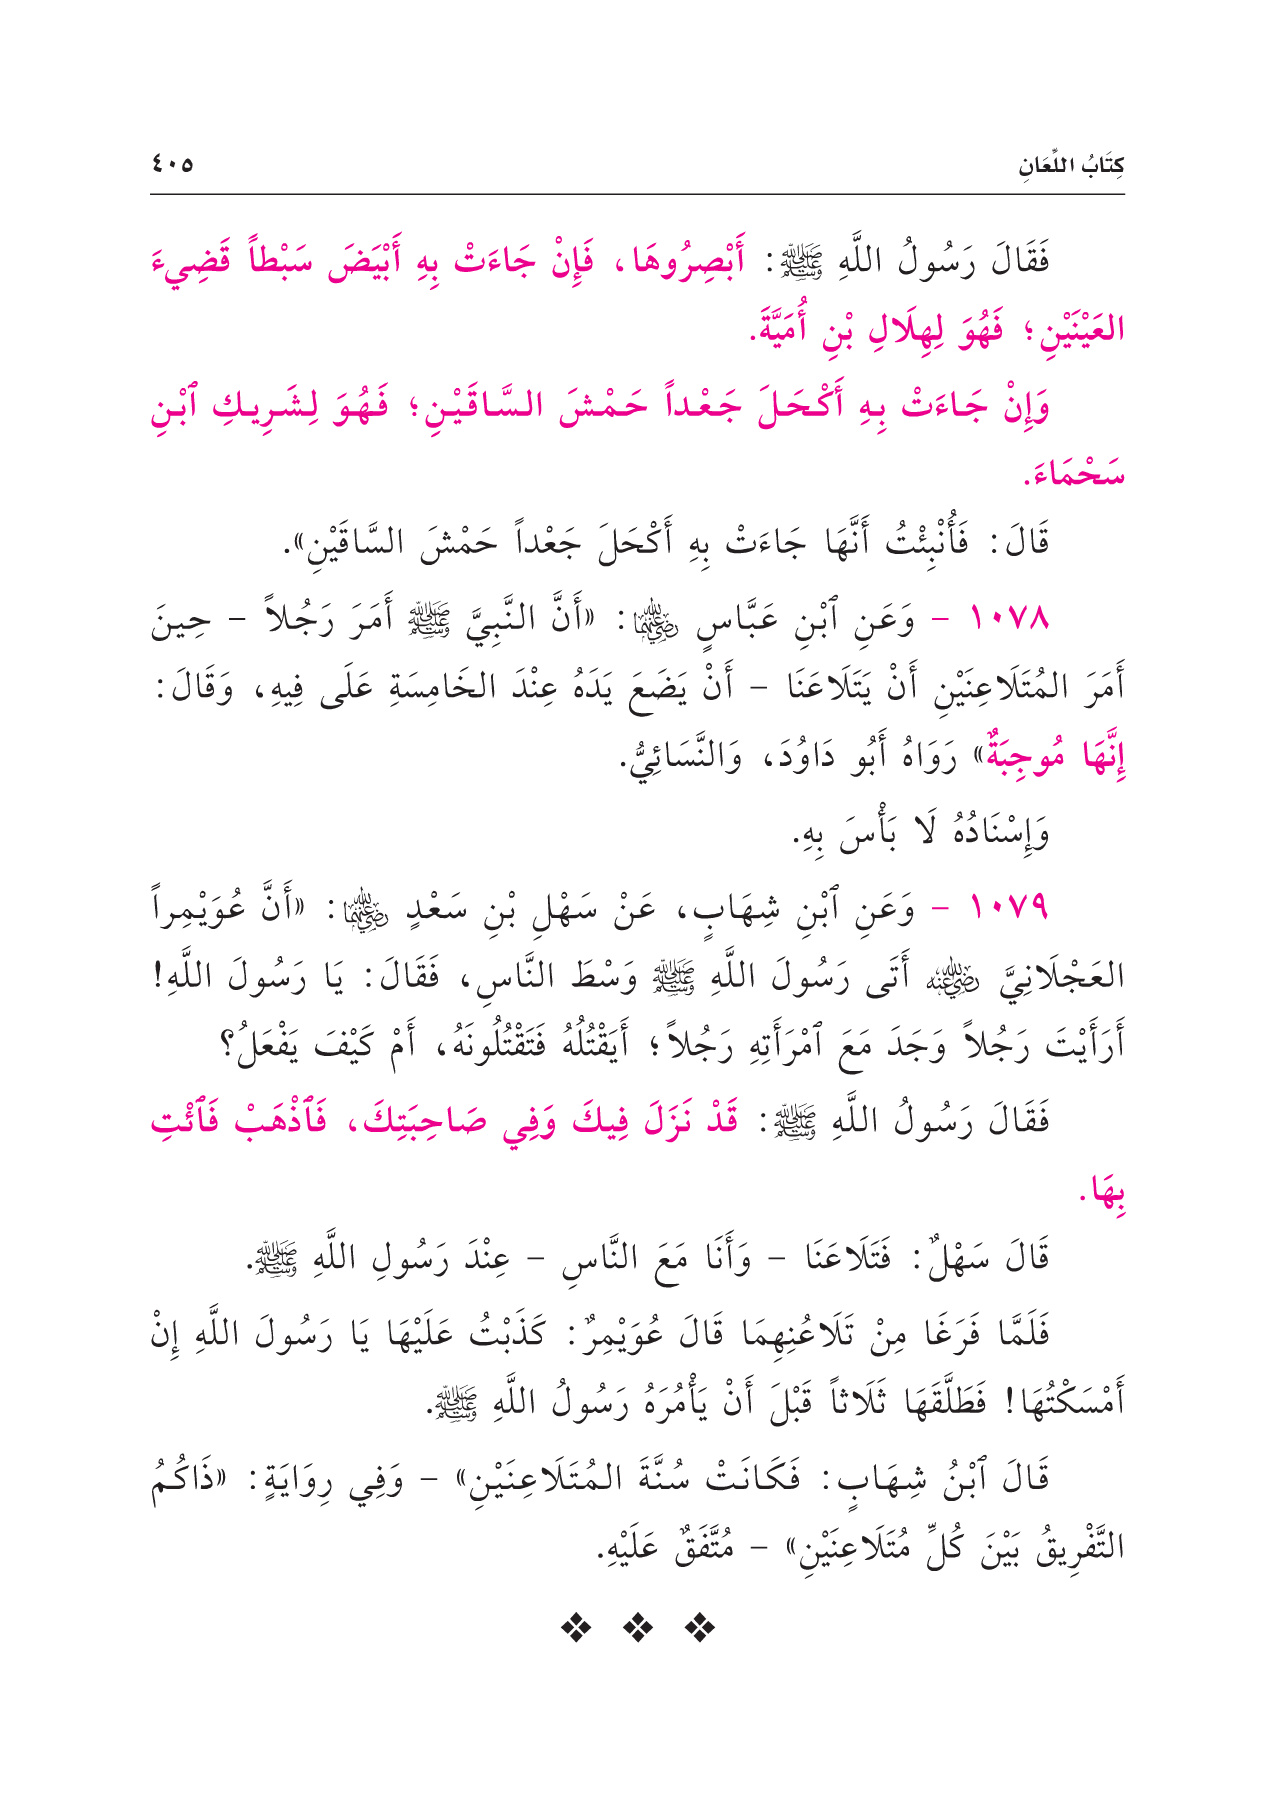 كِتَابُ اللِّعَانِ ٤٠٥
فَقَالَ رَسُولُ اللَّهِ ﷺ: أَبْصِرُوهَا، فَإِنْ جَاءَتْ بِهِ أَبْيَضَ سَبْطاً قَضِيءَ
العَيْنَيْنِ؛ فَهُوَ لِهِلَالِ بْنِ أُمَيَّةَ.
وَإِنْ جَاءَتْ بِهِ أَكْحَلَ جَعْداً حَمْشَ السَّاقَيْنِ؛ فَهُوَ لِشَرِيكِ ٱبْنِ
سَحْمَاءَ.
قَالَ: فَأُنْبِئْتُ أَنَّهَا جَاءَتْ بِهِ أَكْحَلَ جَعْداً حَمْشَ السَّاقَيْنِ».
١٠٧٨ - وَعَنِ ٱبْنِ عَبَّاسٍ رضي الله عنهما: «أَنَّ النَّبِيَّ ﷺ أَمَرَ رَجُلاً - حِينَ
أَمَرَ المُتَلَاعِنَيْنِ أَنْ يَتَلَاعَنَا - أَنْ يَضَعَ يَدَهُ عِنْدَ الخَامِسَةِ عَلَى فِيهِ، وَقَالَ:
إِنَّهَا مُوجِبَةٌ» رَوَاهُ أَبُو دَاوُدَ، وَالنَّسَائِيُّ.
وَإِسْنَادُهُ لَا بَأْسَ بِهِ.
١٠٧٩ - وَعَنِ ٱبْنِ شِهَابٍ، عَنْ سَهْلِ بْنِ سَعْدٍ رضي الله عنهما: «أَنَّ عُوَيْمِراً
العَجْلَانِيَّ رضي الله عنه أَتَى رَسُولَ اللَّهِ ﷺ وَسْطَ النَّاسِ، فَقَالَ: يَا رَسُولَ اللَّهِ!
أَرَأَيْتَ رَجُلاً وَجَدَ مَعَ ٱمْرَأَتِهِ رَجُلاً؛ أَيَقْتُلُهُ فَتَقْتُلُونَهُ، أَمْ كَيْفَ يَفْعَلُ؟
فَقَالَ رَسُولُ اللَّهِ ﷺ: قَدْ نَزَلَ فِيكَ وَفِي صَاحِبَتِكَ، فَٱذْهَبْ فَٱئْتِ
بِهَا.
قَالَ سَهْلٌ: فَتَلَاعَنَا - وَأَنَا مَعَ النَّاسِ - عِنْدَ رَسُولِ اللَّهِ ﷺ.
فَلَمَّا فَرَغَا مِنْ تَلَاعُنِهِمَا قَالَ عُوَيْمِرٌ: كَذَبْتُ عَلَيْهَا يَا رَسُولَ اللَّهِ إِنْ
أَمْسَكْتُهَا! فَطَلَّقَهَا ثَلَاثاً قَبْلَ أَنْ يَأْمُرَهُ رَسُولُ اللَّهِ ﷺ.
قَالَ ٱبْنُ شِهَابٍ: فَكَانَتْ سُنَّةَ المُتَلَاعِنَيْنِ» - وَفِي رِوَايَةٍ: «ذَاكُمُ
التَّفْرِيقُ بَيْنَ كُلِّ مُتَلَاعِنَيْنِ» - مُتَّفَقٌ عَلَيْهِ.